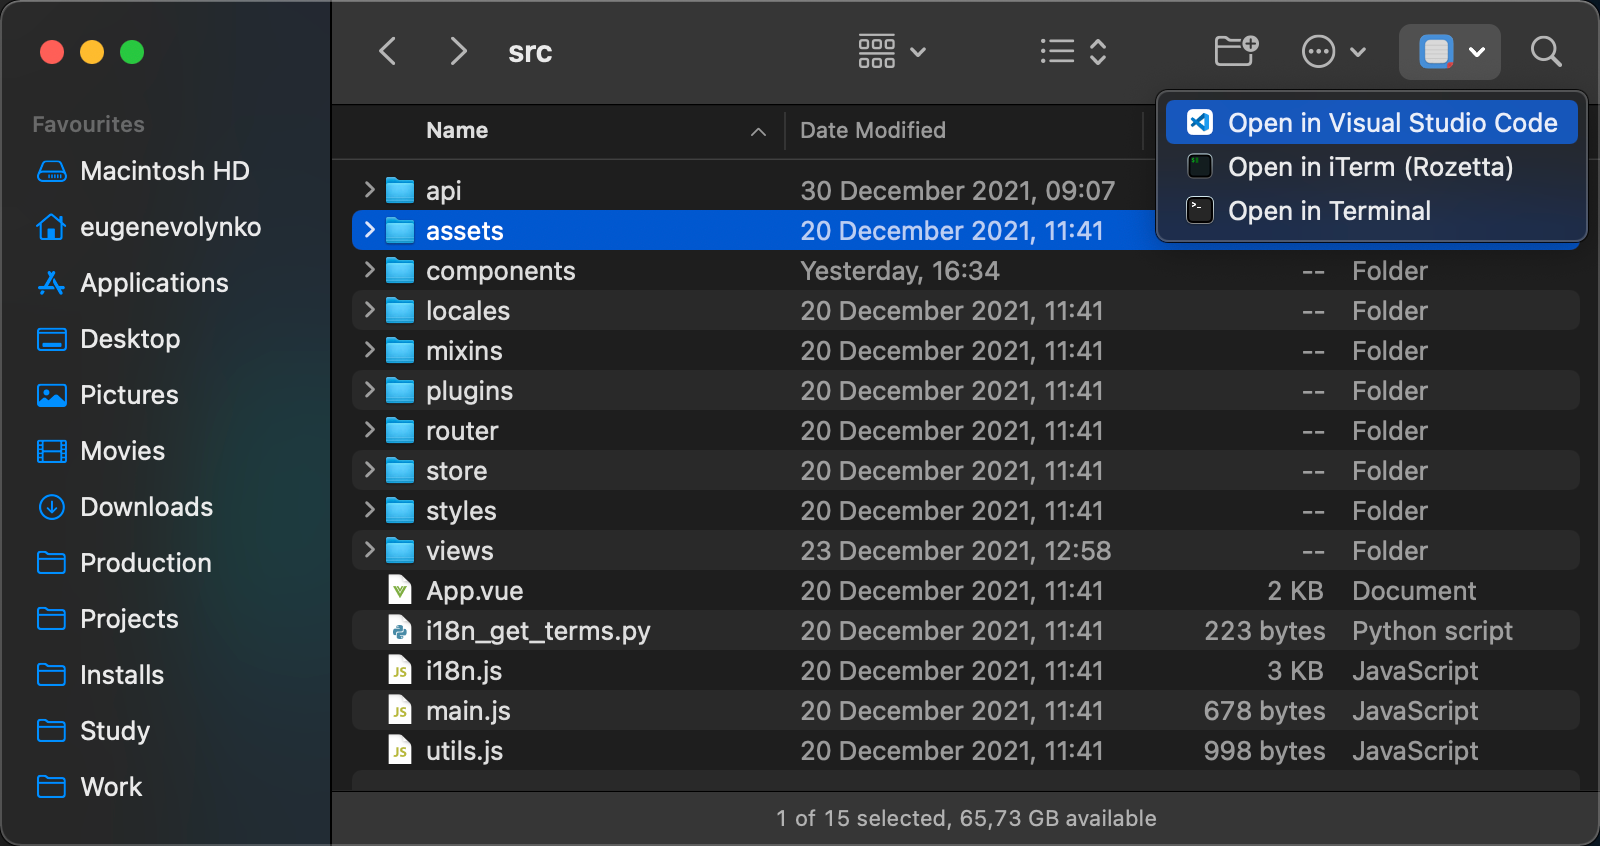 src
Favourites
Macintosh HD
eugenevolynko
Applications
Desktop
Pictures
Movies
Downloads
Production
Projects
Installs
Study
Work
Name Date Modified
Open in Visual Studio Code
Open in iTerm (Rozetta)
Open in Terminal
api 30 December 2021, 09:07
assets 20 December 2021, 11:41
components Yesterday, 16:34 -- Folder
locales 20 December 2021, 11:41 -- Folder
mixins 20 December 2021, 11:41 -- Folder
plugins 20 December 2021, 11:41 -- Folder
router 20 December 2021, 11:41 -- Folder
store 20 December 2021, 11:41 -- Folder
styles 20 December 2021, 11:41 -- Folder
views 23 December 2021, 12:58 -- Folder
App.vue 20 December 2021, 11:41 2 KB Document
i18n_get_terms.py 20 December 2021, 11:41 223 bytes Python script
JS i18n.js 20 December 2021, 11:41 3 KB JavaScript
JS main.js 20 December 2021, 11:41 678 bytes JavaScript
JS utils.js 20 December 2021, 11:41 998 bytes JavaScript
1 of 15 selected, 65,73 GB available